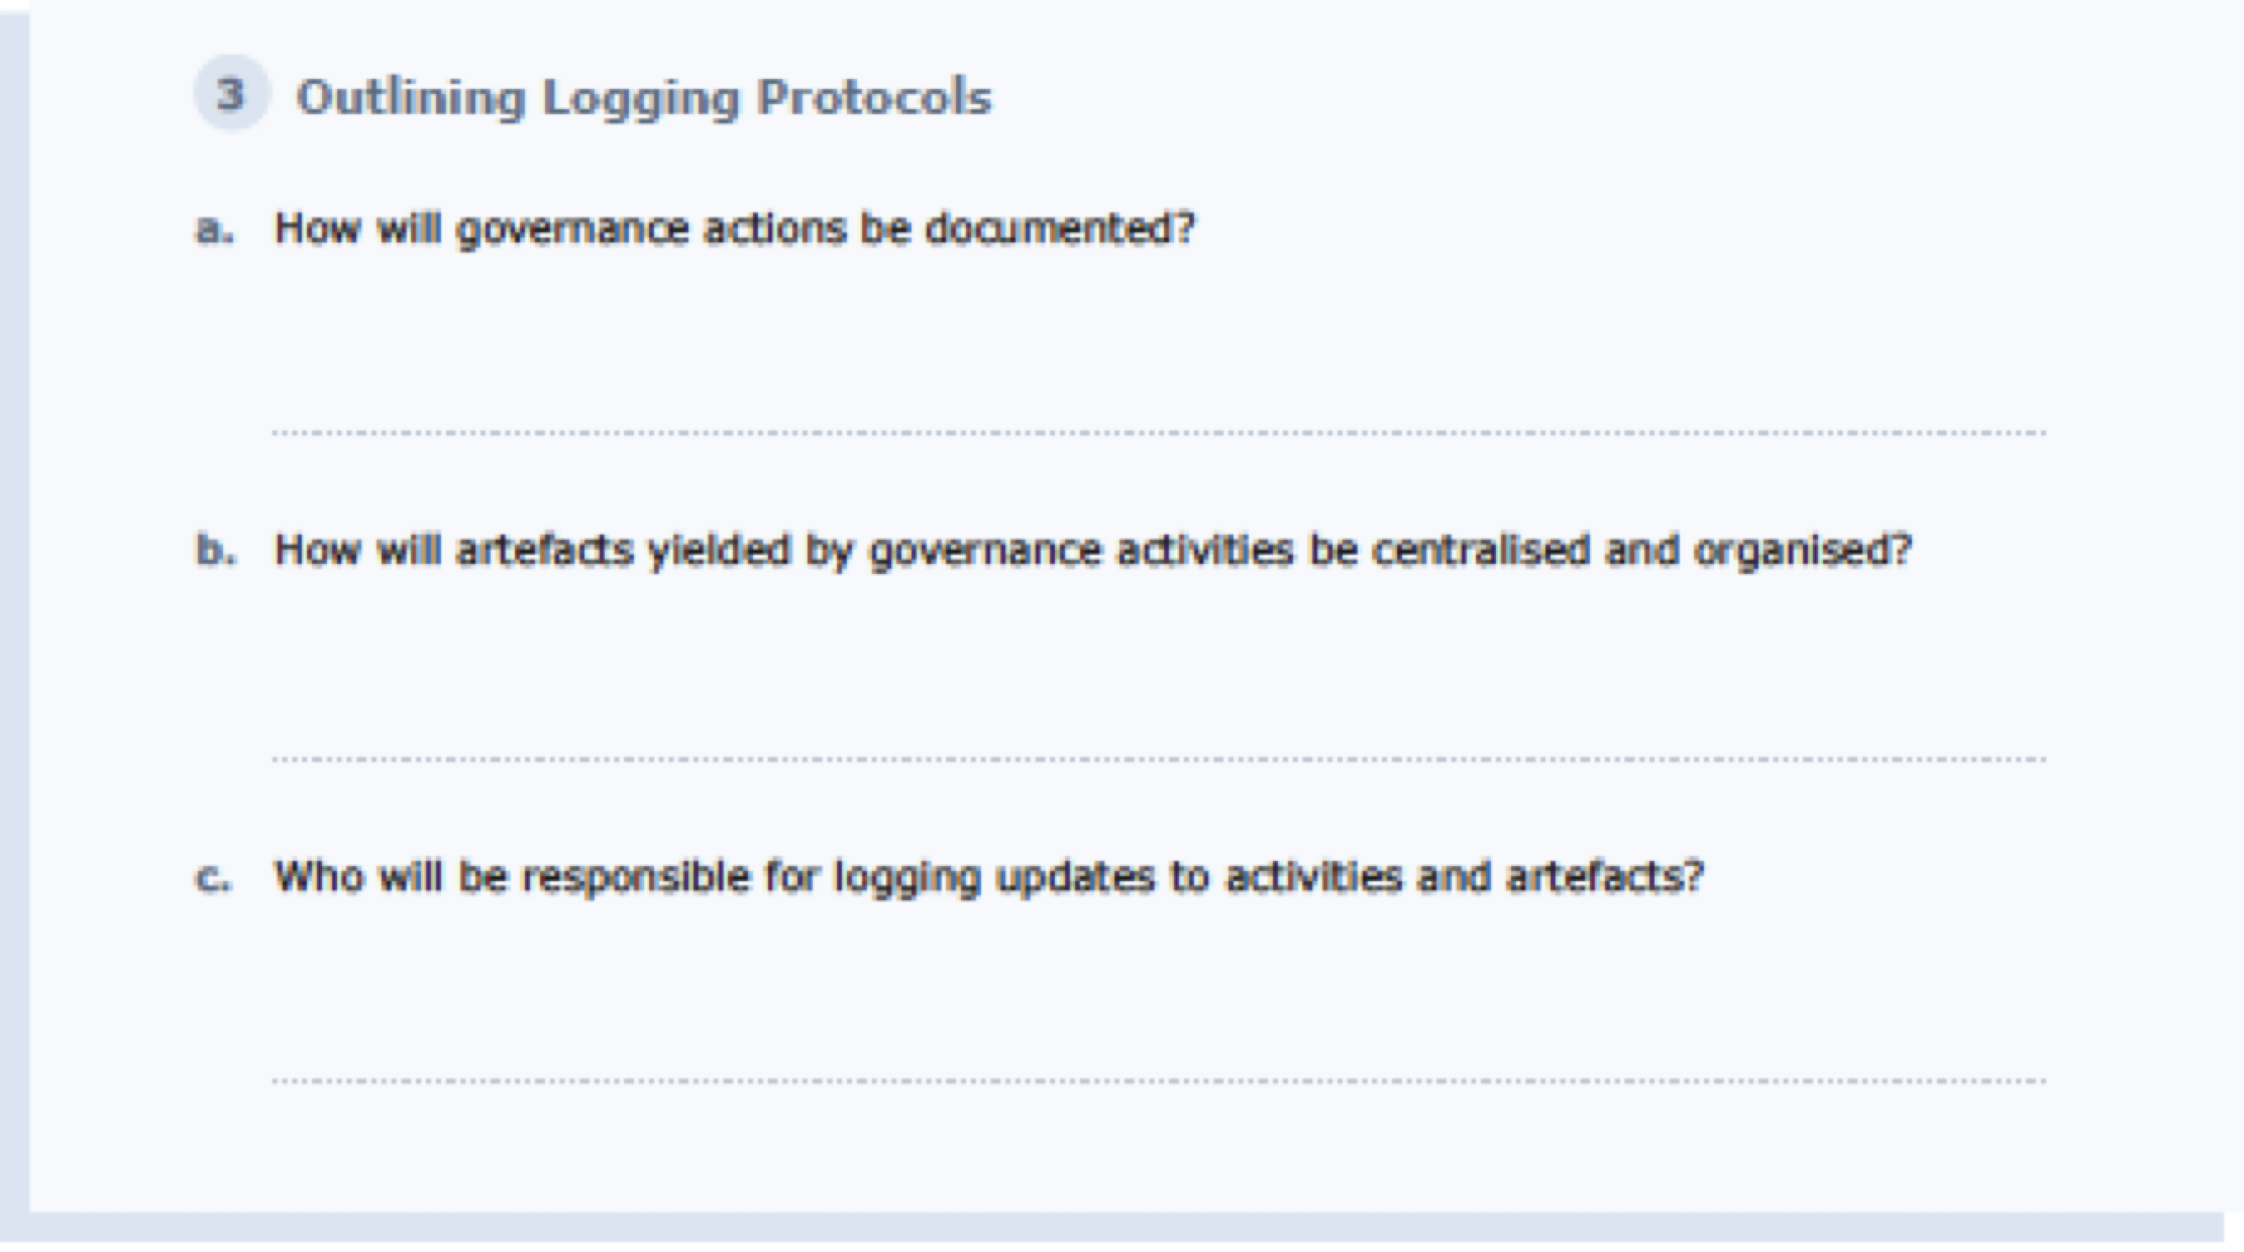 3 Outlining Logging Protocols
a. How will governance actions be documented?
b. How will artefacts yielded by governance activities be centralised and organised?
c. Who will be responsible for logging updates to activities and artefacts?